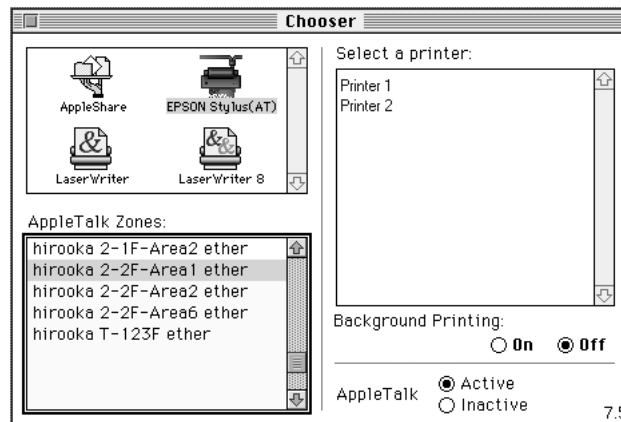 Chooser
AppleShare
EPSON Stylus(AT)
LaserWriter
LaserWriter 8
AppleTalk Zones:
hirooka 2-1F-Area2 ether
hirooka 2-2F-Area1 ether
hirooka 2-2F-Area2 ether
hirooka 2-2F-Area6 ether
hirooka T-123F ether
Select a printer:
Printer 1
Printer 2
Background Printing:
On Off
AppleTalk
Active
Inactive
7.5